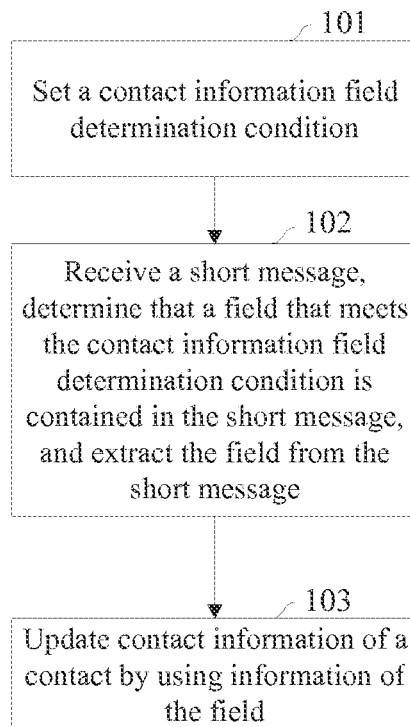 101
Set a contact information field
determination condition
102
Receive a short message,
determine that a field that meets
the contact information field
determination condition is
contained in the short message,
and extract the field from the
short message
103
Update contact information of a
contact by using information of
the field